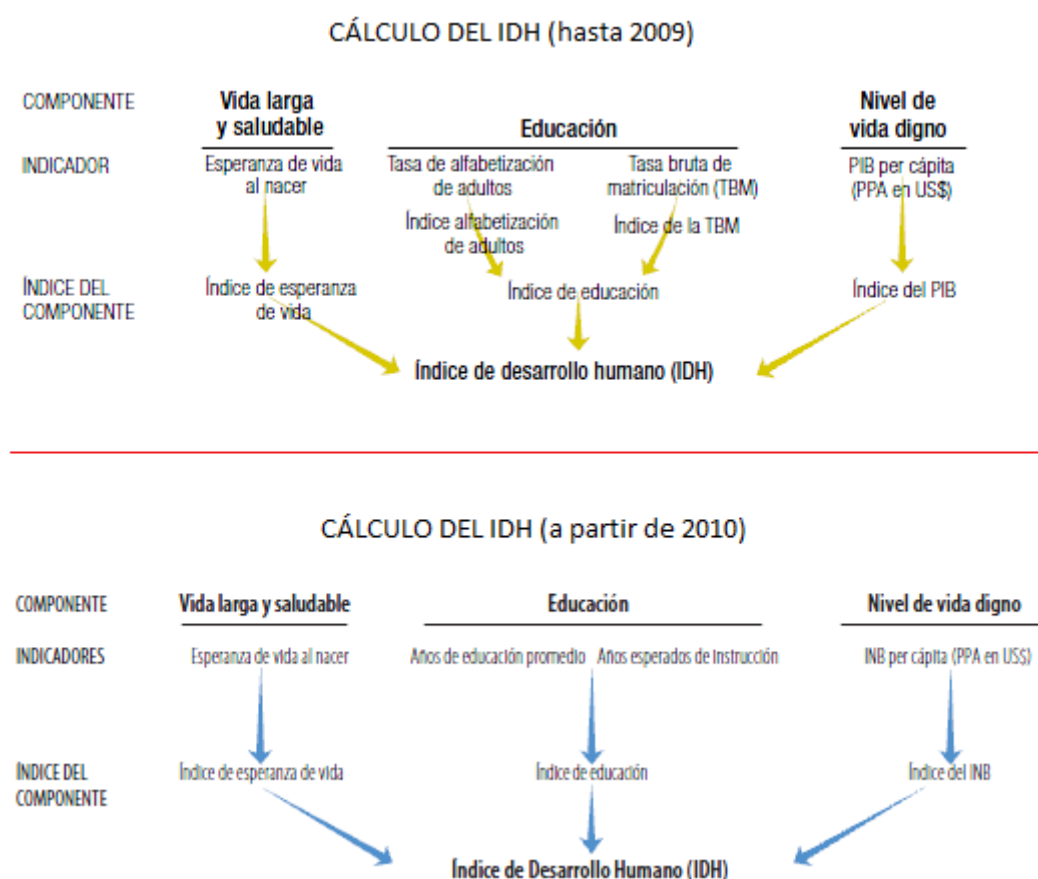 CÁLCULO DEL IDH (hasta 2009)
COMPONENTE
Vida larga
y saludable
Educación
Nivel de
vida digno
INDICADOR
Esperanza de vida
al nacer
Tasa de alfabetización
de adultos
Tasa bruta de
matriculación (TBM)
PIB per cápita
(PPA en US$)
Índice alfabetización
de adultos
Índice de la TBM
ÍNDICE DEL
COMPONENTE
Índice de esperanza
de vida
Índice de educación
Índice del PIB
Índice de desarrollo humano (IDH)
CÁLCULO DEL IDH (a partir de 2010)
COMPONENTE
Vida larga y saludable
Educación
Nivel de vida digno
INDICADORES
Esperanza de vida al nacer
Años de educación promedio
Años esperados de instrucción
INB per cápita (PPA en US$)
ÍNDICE DEL
COMPONENTE
Índice de esperanza de vida
Índice de educación
Índice del INB
Índice de Desarrollo Humano (IDH)